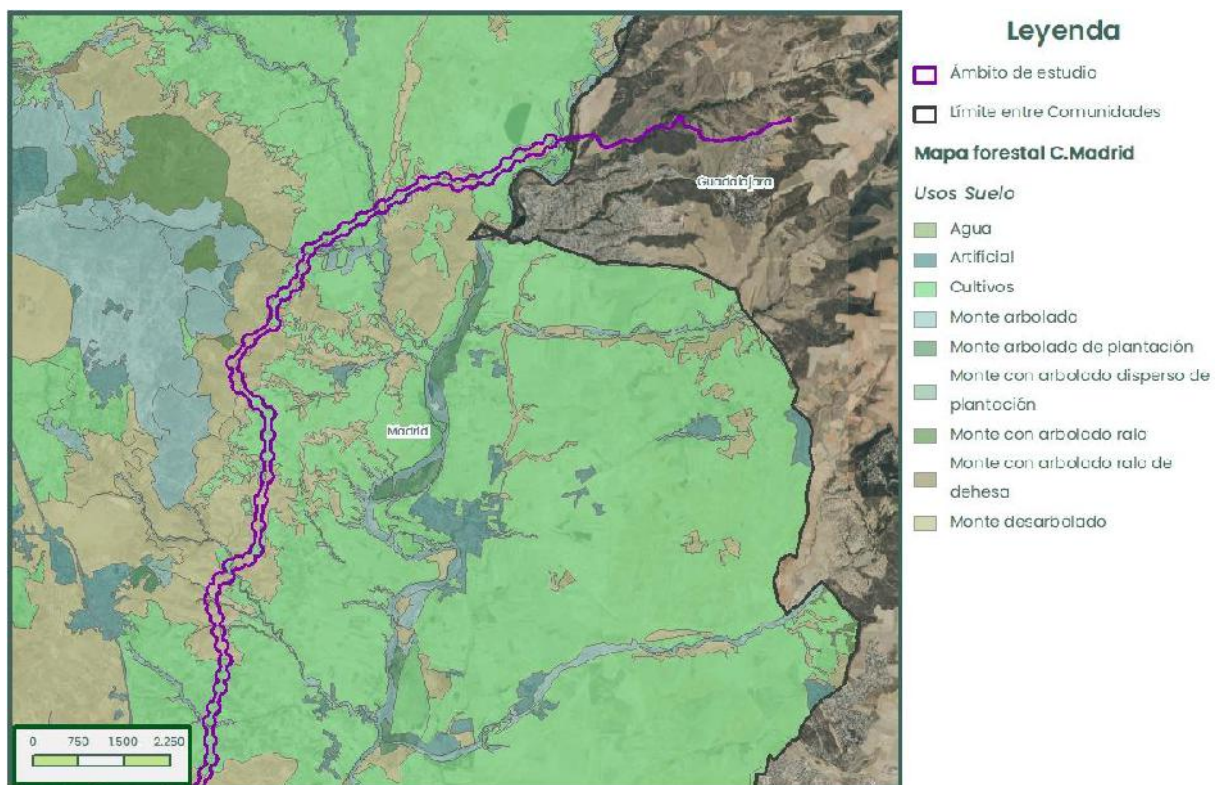 Leyenda
Ámbito de estudio
Límite entre Comunidades
Mapa forestal C.Madrid
Usos Suelo
Agua
Artificial
Cultivos
Monte arbolado
Monte arbolado de plantación
Monte con arbolado disperso de
plantación
Monte con arbolado ralo
Monte con arbolado ralo de
dehesa
Monte desarbolado
Guadalajara
Madrid
0 750 1500 2.250